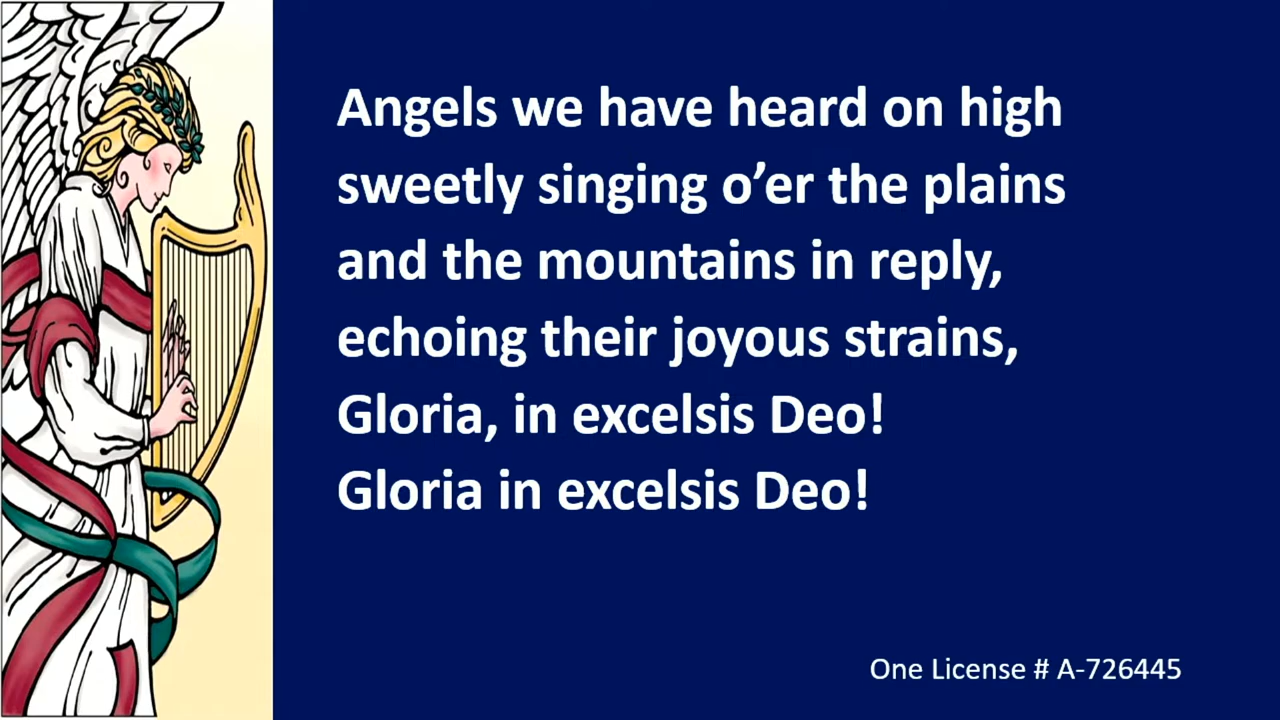 Angels we have heard on high
sweetly singing o’er the plains
and the mountains in reply,
echoing their joyous strains,
Gloria, in excelsis Deo!
Gloria in excelsis Deo!
One License # A-726445